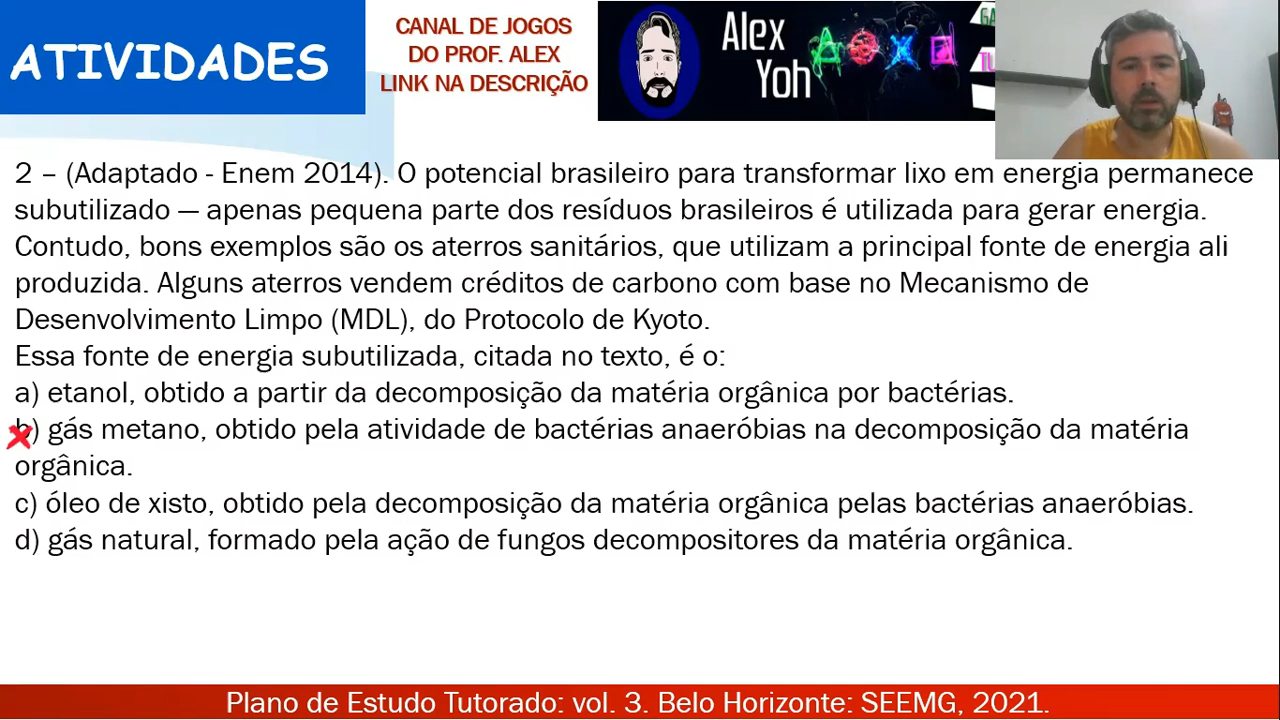 ATIVIDADES
CANAL DE JOGOS
DO PROF. ALEX
LINK NA DESCRIÇÃO
Alex
Yoh
2 – (Adaptado - Enem 2014). O potencial brasileiro para transformar lixo em energia permanece
subutilizado — apenas pequena parte dos resíduos brasileiros é utilizada para gerar energia.
Contudo, bons exemplos são os aterros sanitários, que utilizam a principal fonte de energia ali
produzida. Alguns aterros vendem créditos de carbono com base no Mecanismo de
Desenvolvimento Limpo (MDL), do Protocolo de Kyoto.
Essa fonte de energia subutilizada, citada no texto, é o:
a) etanol, obtido a partir da decomposição da matéria orgânica por bactérias.
b) gás metano, obtido pela atividade de bactérias anaeróbias na decomposição da matéria
orgânica.
c) óleo de xisto, obtido pela decomposição da matéria orgânica pelas bactérias anaeróbias.
d) gás natural, formado pela ação de fungos decompositores da matéria orgânica.
Plano de Estudo Tutorado: vol. 3. Belo Horizonte: SEEMG, 2021.